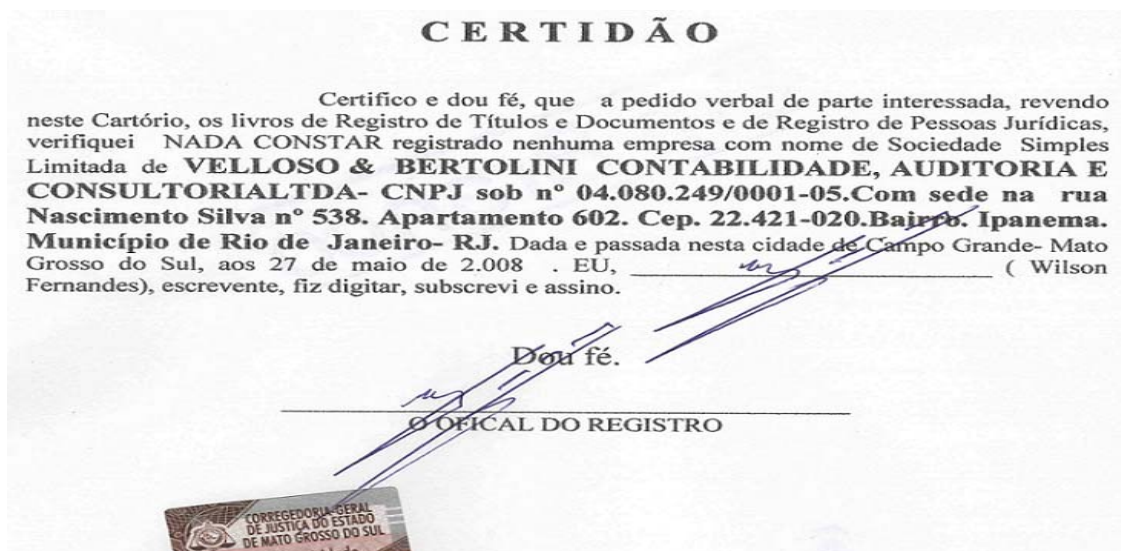 CERTIDÃO
Certifico e dou fé, que a pedido verbal de parte interessada, revendo
neste Cartório, os livros de Registro de Títulos e Documentos e de Registro de Pessoas Jurídicas,
verifiquei NADA CONSTAR registrado nenhuma empresa com nome de Sociedade Simples
Limitada de VELLOSO & BERTOLINI CONTABILIDADE, AUDITORIA E
CONSULTORIALTDA- CNPJ sob nº 04.080.249/0001-05.Com sede na rua
Nascimento Silva nº 538. Apartamento 602. Cep. 22.421-020.Bairro. Ipanema.
Município de Rio de Janeiro- RJ. Dada e passada nesta cidade de Campo Grande- Mato
Grosso do Sul, aos 27 de maio de 2.008 . EU, ( Wilson
Fernandes), escrevente, fiz digitar, subscrevi e assino.
Dou fé.
O OFICAL DO REGISTRO
CORREGEDORIA-GERAL
DE JUSTIÇA DO ESTADO
DE MATO GROSSO DO SUL